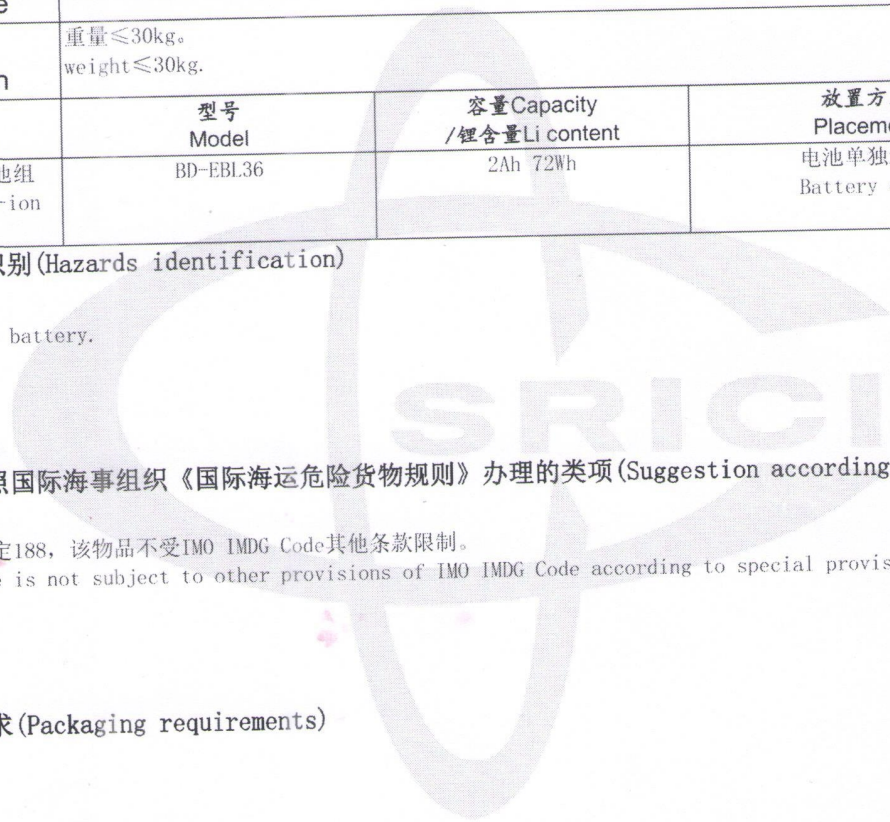 e
重量≤30kg。
weight≤30kg.
n
型号
Model
容量Capacity
/锂含量Li content
放置方
Placeme
池组
-ion
BD-EBL36
2Ah 72Wh
电池单独
Battery
识别(Hazards identification)
battery.
SRICI
照国际海事组织《国际海运危险货物规则》办理的类项(Suggestion according
定188，该物品不受IMO IMDG Code其他条款限制。
e is not subject to other provisions of IMO IMDG Code according to special provis
求(Packaging requirements)